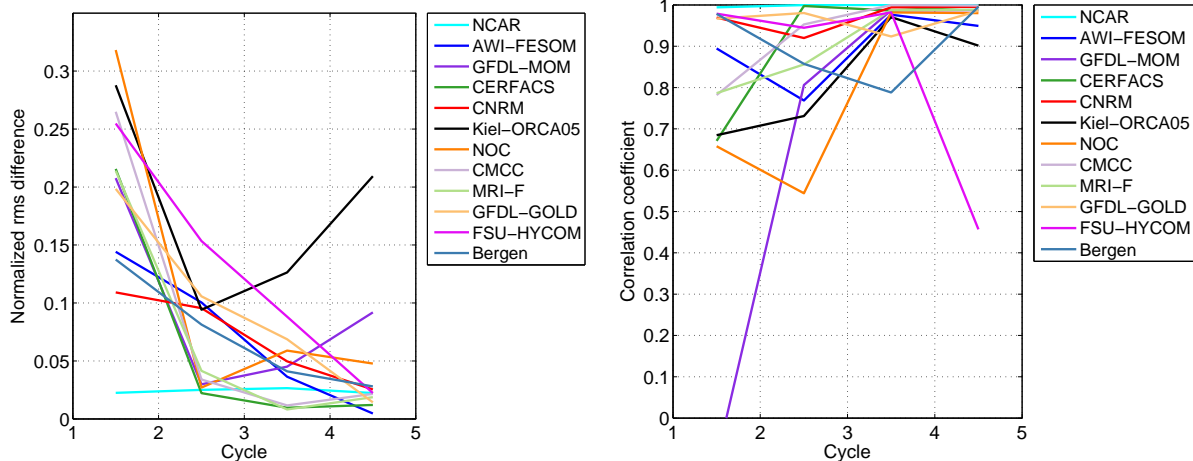 Normalized rms difference
0.3
0.25
0.2
0.15
0.1
0.05
0
1
2
3
4
5
Cycle
NCAR
AWI-FESOM
GFDL-MOM
CERFACS
CNRM
Kiel-ORCA05
NOC
CMCC
MRI-F
GFDL-GOLD
FSU-HYCOM
Bergen
Correlation coefficient
1
0.9
0.8
0.7
0.6
0.5
0.4
0.3
0.2
0.1
0
1
2
3
4
5
Cycle
NCAR
AWI-FESOM
GFDL-MOM
CERFACS
CNRM
Kiel-ORCA05
NOC
CMCC
MRI-F
GFDL-GOLD
FSU-HYCOM
Bergen